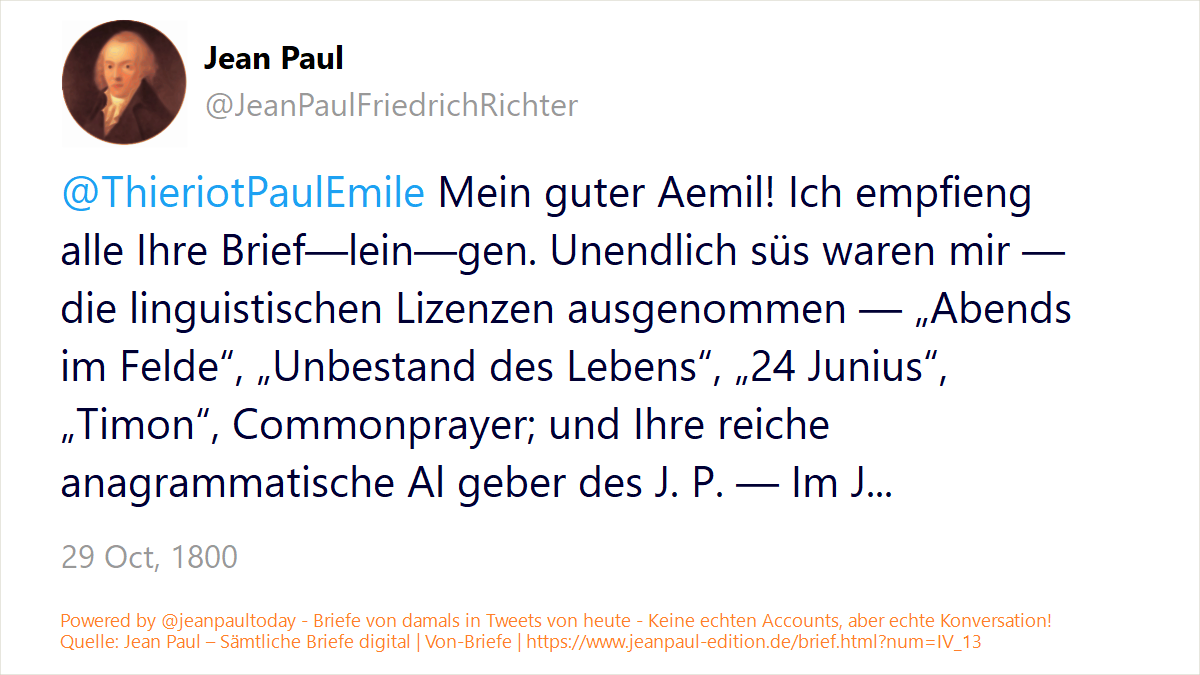 Jean Paul
@JeanPaulFriedrichRichter
@ThieriotPaulEmile Mein guter Aemil! Ich empfieng
alle Ihre Brief—lein—gen. Unendlich süs waren mir —
die linguistischen Lizenzen ausgenommen — „Abends
im Felde“, „Unbestand des Lebens“, „24 Junius“,
„Timon“, Commonprayer; und Ihre reiche
anagrammatische Al geber des J. P. — Im J...
29 Oct, 1800
Powered by @jeanpaultoday - Briefe von damals in Tweets von heute - Keine echten Accounts, aber echte Konversation!
Quelle: Jean Paul – Sämtliche Briefe digital | Von-Briefe | https://www.jeanpaul-edition.de/brief.html?num=IV_13